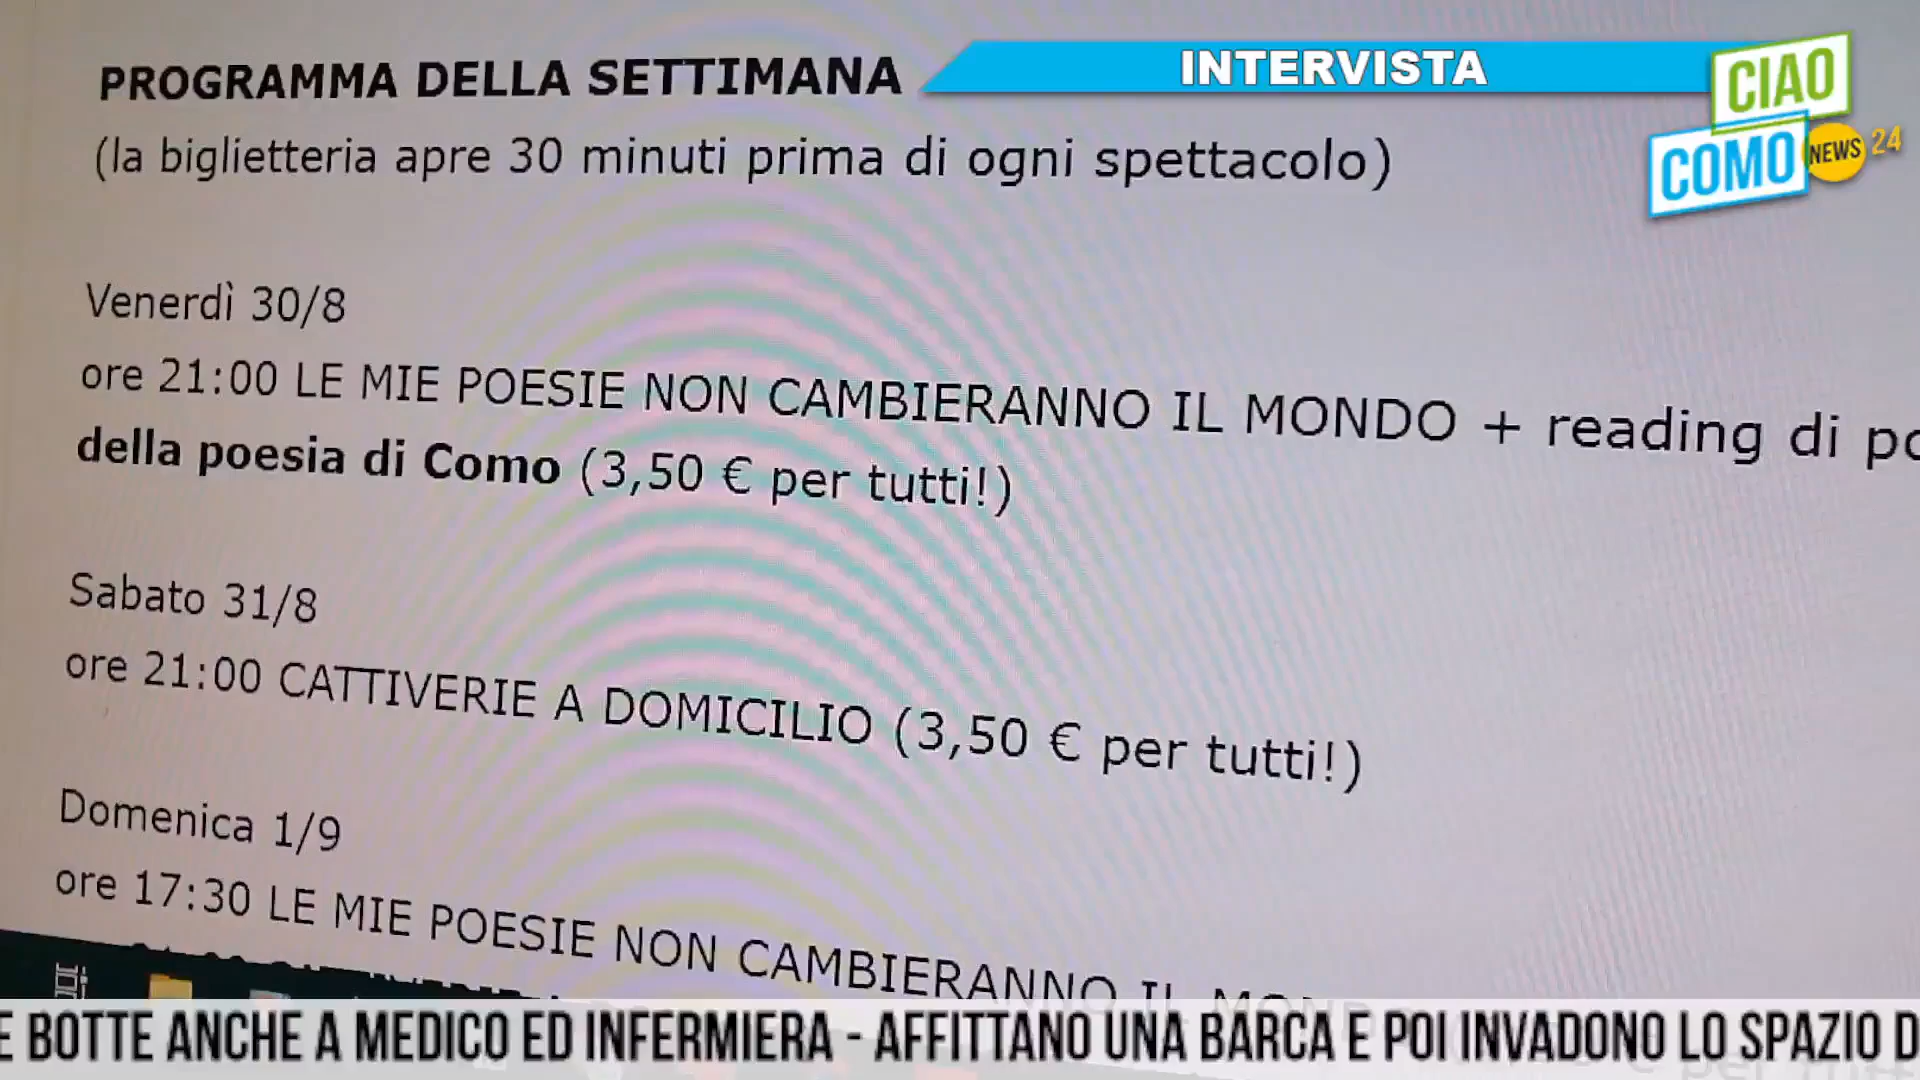 PROGRAMMA DELLA SETTIMANA
INTERVISTA
CIAO
COMO NEWS 24
(la biglietteria apre 30 minuti prima di ogni spettacolo)
Venerdì 30/8
ore 21:00 LE MIE POESIE NON CAMBIERANNO IL MONDO + reading di po
della poesia di Como (3,50 € per tutti!)
Sabato 31/8
ore 21:00 CATTIVERIE A DOMICILIO (3,50 € per tutti!)
Domenica 1/9
ore 17:30 LE MIE POESIE NON CAMBIERANNO IL MONDO
E BOTTE ANCHE A MEDICO ED INFERMIERA - AFFITTANO UNA BARCA E POI INVADONO LO SPAZIO D